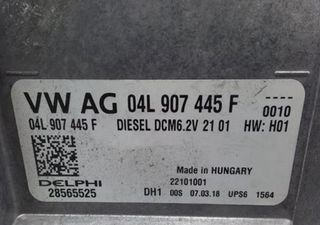 VW AG 04L 907 445 F
0010
04L 907 445 F DIESEL DCM6.2V 21 01 HW: H01
Made in HUNGARY
DELPHI 22101001
28565525 DH1 00S 07.03.18 UPS6 1564